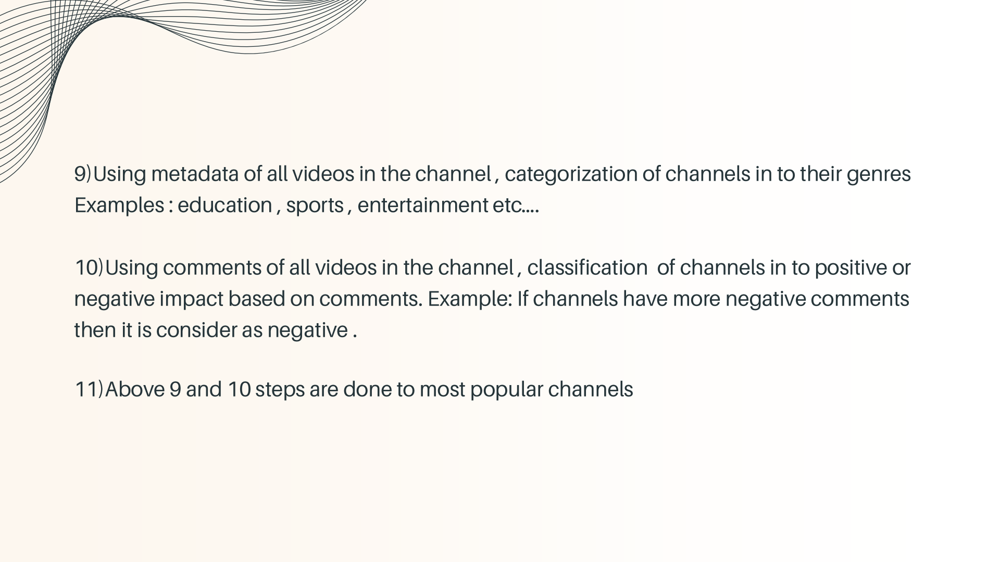 9)Using metadata of all videos in the channel , categorization of channels in to their genres
Examples : education , sports , entertainment etc....
10)Using comments of all videos in the channel , classification  of channels in to positive or
negative impact based on comments. Example: If channels have more negative comments
then it is consider as negative .
11)Above 9 and 10 steps are done to most popular channels